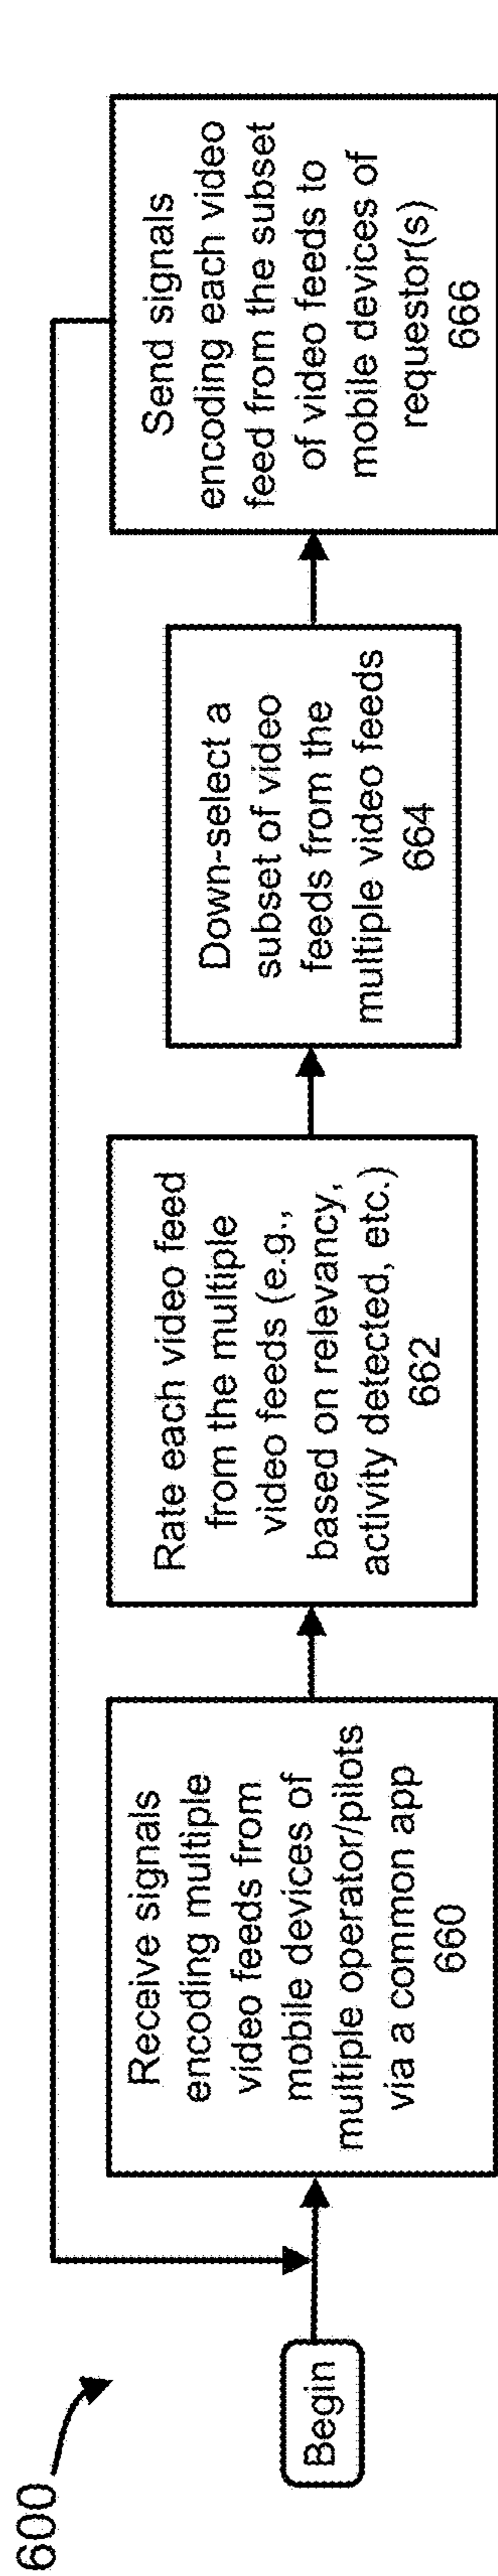 600
Begin
Receive signals
encoding multiple
video feeds from
mobile devices of
multiple operator/pilots
via a common app
660
Rate each video feed
from the multiple
video feeds (e.g.,
based on relevancy,
activity detected, etc.)
662
Down-select a
subset of video
feeds from the
multiple video feeds
664
Send signals
encoding each video
feed from the subset
of video feeds to
mobile devices of
requestor(s)
666